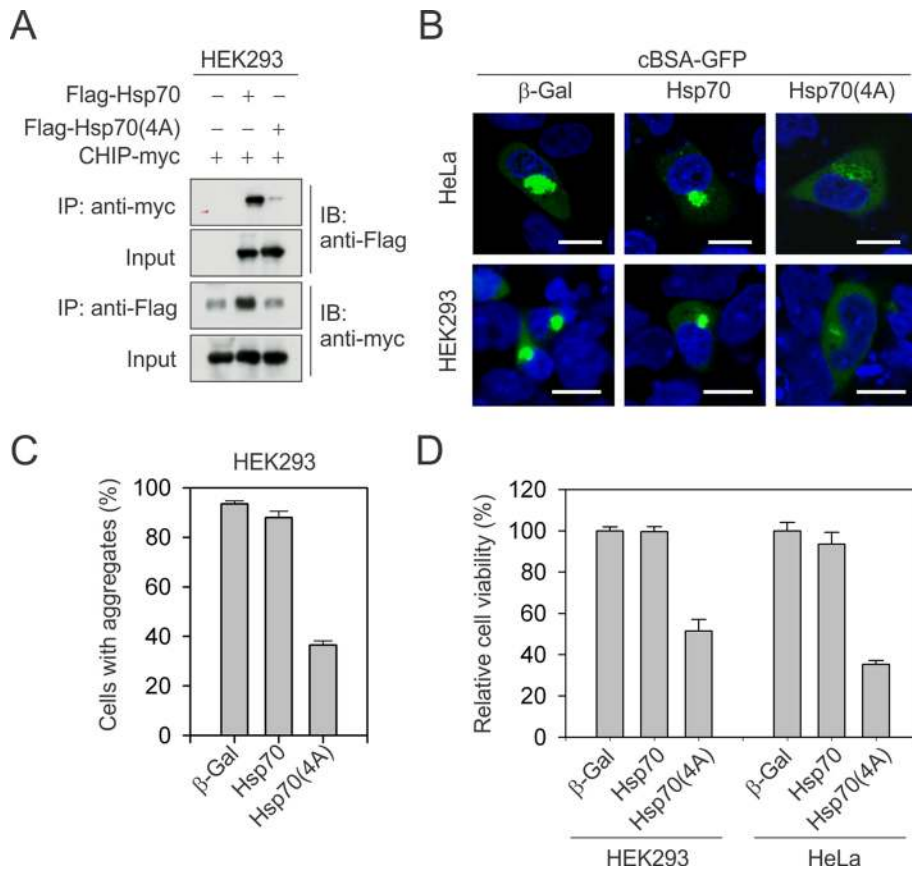 A
HEK293
Flag-Hsp70 − + −
Flag-Hsp70(4A) − − +
CHIP-myc + + +
IP: anti-myc
Input
IB:
anti-Flag
IP: anti-Flag
Input
IB:
anti-myc
B
cBSA-GFP
β-Gal Hsp70 Hsp70(4A)
HeLa
HEK293
C
HEK293
Cells with aggregates (%)
100
80
60
40
20
0
β-Gal Hsp70 Hsp70(4A)
D
Relative cell viability (%)
120
100
80
60
40
20
0
β-Gal Hsp70 Hsp70(4A) β-Gal Hsp70 Hsp70(4A)
HEK293 HeLa